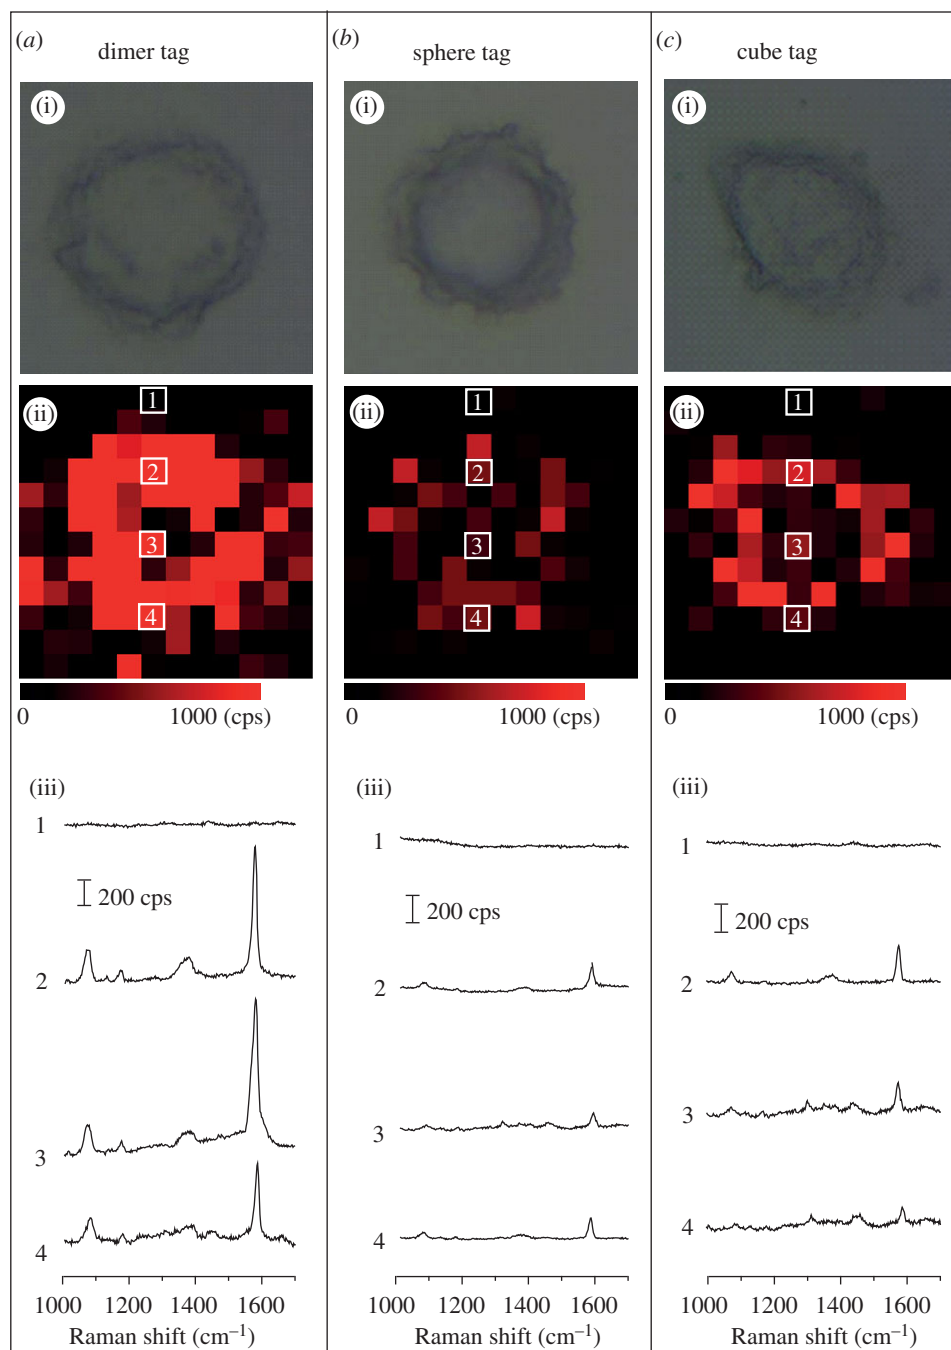 (a) dimer tag
(i)
(ii)
1
2
3
4
0 1000 (cps)
(iii)
1
200 cps
2
3
4
1000 1200 1400 1600
Raman shift (cm–1)
(b) sphere tag
(i)
(ii)
1
2
3
4
0 1000 (cps)
(iii)
1
200 cps
2
3
4
1000 1200 1400 1600
Raman shift (cm–1)
(c) cube tag
(i)
(ii)
1
2
3
4
0 1000 (cps)
(iii)
1
200 cps
2
3
4
1000 1200 1400 1600
Raman shift (cm–1)